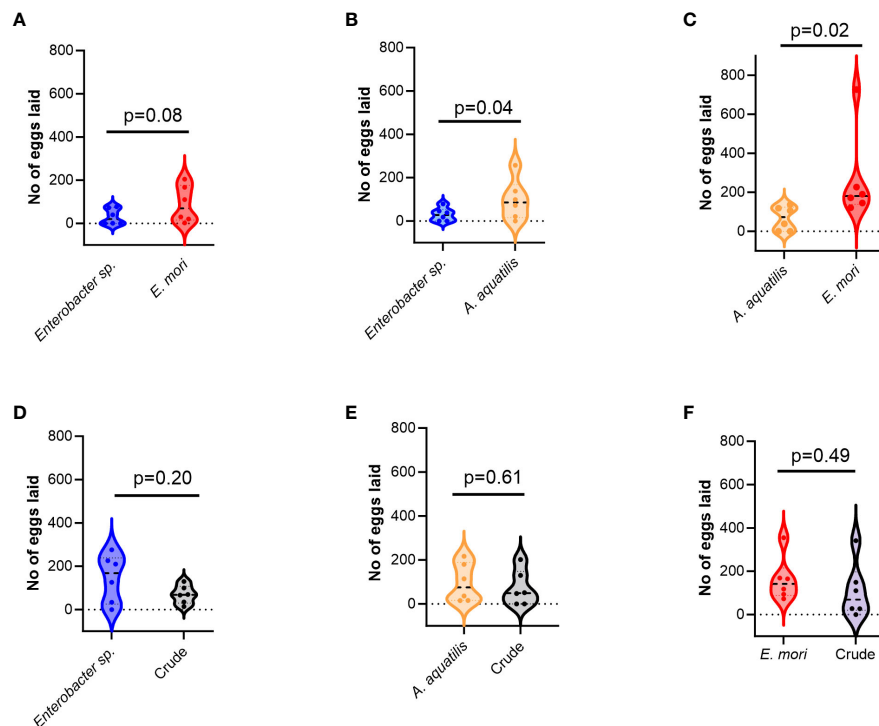 A
No of eggs laid
800
600
400
200
0
p=0.08
Enterobacter sp.
E. mori
B
No of eggs laid
800
600
400
200
0
p=0.04
Enterobacter sp.
A. aquatilis
C
No of eggs laid
800
600
400
200
0
p=0.02
A. aquatilis
E. mori
D
No of eggs laid
800
600
400
200
0
p=0.20
Enterobacter sp.
Crude
E
No of eggs laid
800
600
400
200
0
p=0.61
A. aquatilis
Crude
F
No of eggs laid
800
600
400
200
0
p=0.49
E. mori
Crude